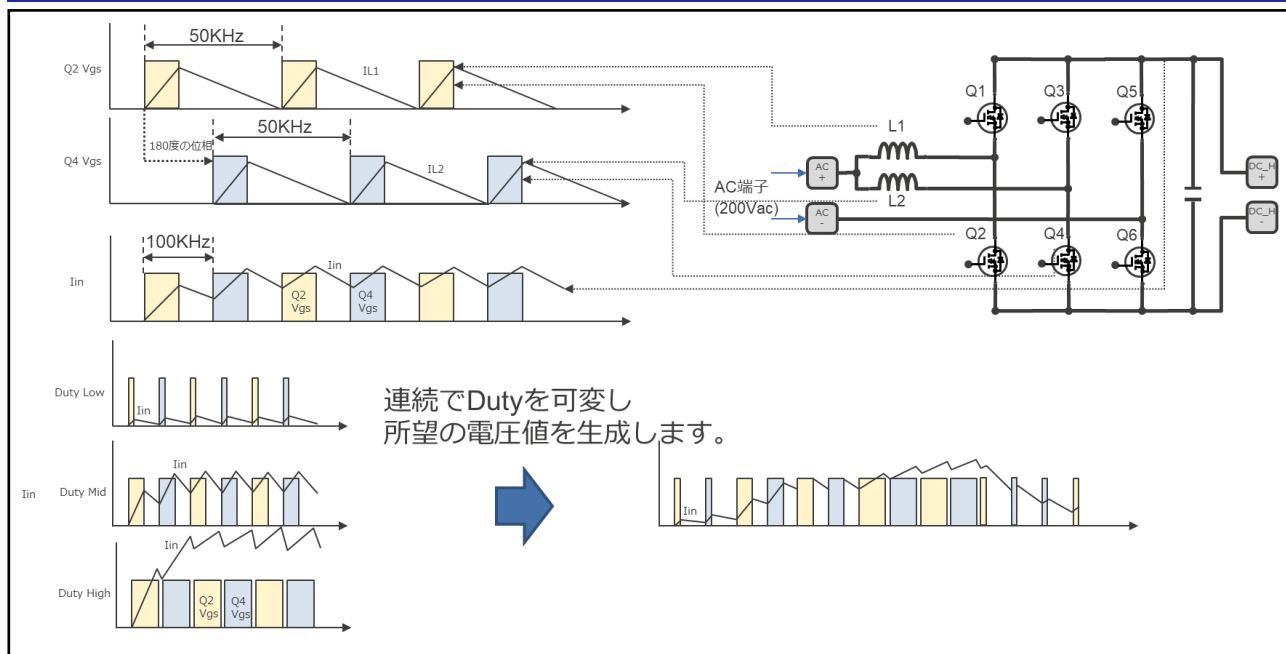 50KHz
Q2 Vgs
IL1
180度の位相
50KHz
Q4 Vgs
IL2
100KHz
Iin
Iin
Q2
Vgs
Q4
Vgs
Q1
Q3
Q5
L1
AC
+
AC端子
(200Vac)
L2
AC
-
Q2
Q4
Q6
DC_H
+
DC_H
-
Duty Low
Iin
Iin
Duty Mid
Iin
Duty High
Iin
Q2
Vgs
Q4
Vgs
連続でDutyを可変し
所望の電圧値を生成します。
Iin